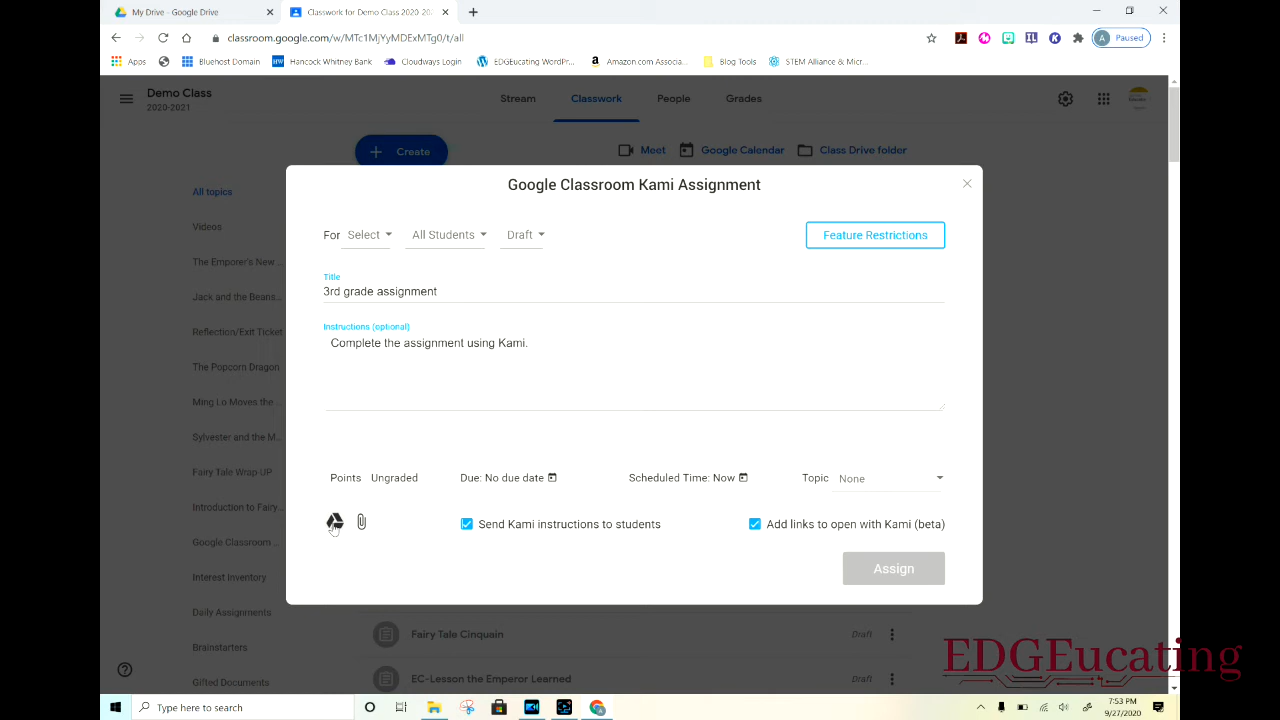 My Drive - Google Drive
Classwork for Demo Class 2020-202
classroom.google.com/w/MTc1MjYyMDExMTg0/t/all
A Paused
Apps
Bluehost Domain
Hancock Whitney Bank
Cloudways Login
EDGEucating WordPr...
Amazon.com Associa...
Blog Tools
STEM Alliance & Micr...
Demo Class
2020-2021
Stream
Classwork
People
Grades
Create
Meet
Google Calendar
Class Drive folder
All topics
Videos
The Emporer's New ...
Jack and the Beans...
Reflection/Exit Ticket
The Popcorn Dragon
Ming Lo Moves the ...
Sylvester and the M...
Fairy Tale Wrap-UP
Introduction to Fairy...
Google Classroom ...
Interest Inventory
Daily Assignments
Brainstarters
Gifted Documents
Google Classroom Kami Assignment
For Select All Students Draft
Feature Restrictions
Title
3rd grade assignment
Instructions (optional)
Complete the assignment using Kami.
Points Ungraded Due: No due date Scheduled Time: Now Topic None
Send Kami instructions to students
Add links to open with Kami (beta)
Assign
Fairy Tale Cinquain Draft
EC-Lesson the Emperor Learned Draft
EDGEucating
Type here to search
7:53 PM
9/27/2020